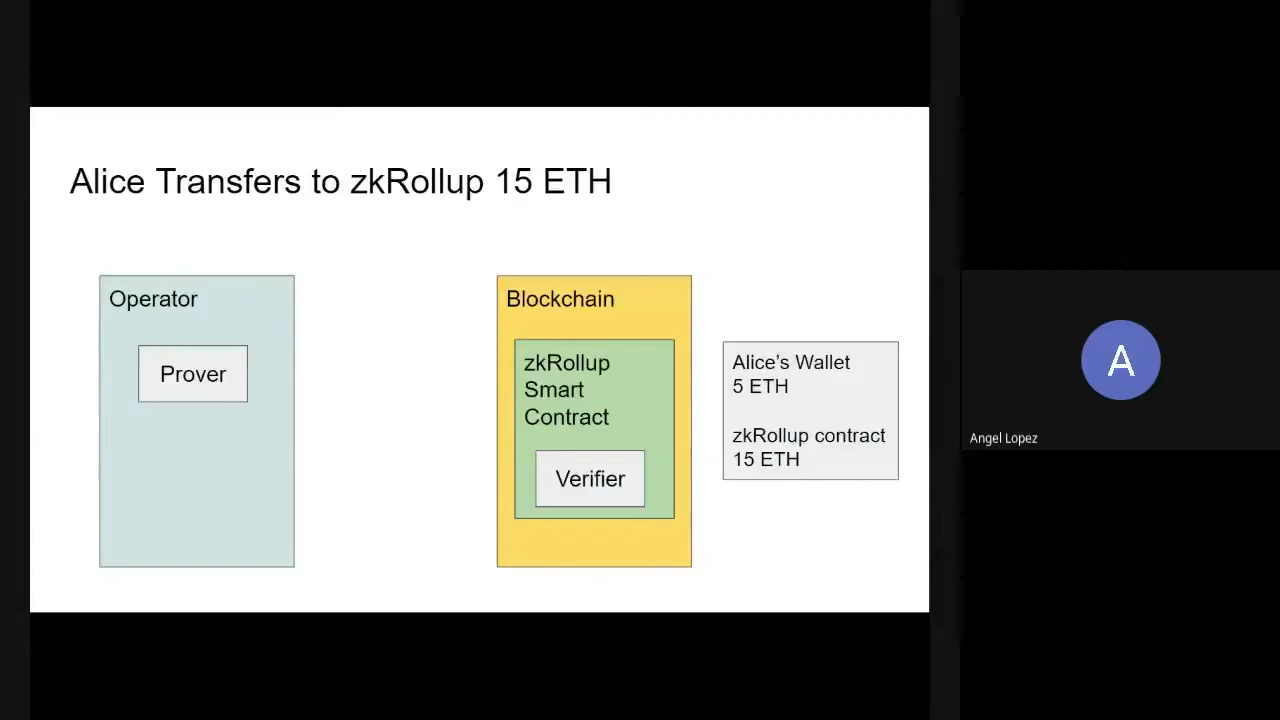 Alice Transfers to zkRollup 15 ETH
Operator
Prover
Blockchain
zkRollup
Smart
Contract
Verifier
Alice’s Wallet
5 ETH
zkRollup contract
15 ETH
A
Angel Lopez